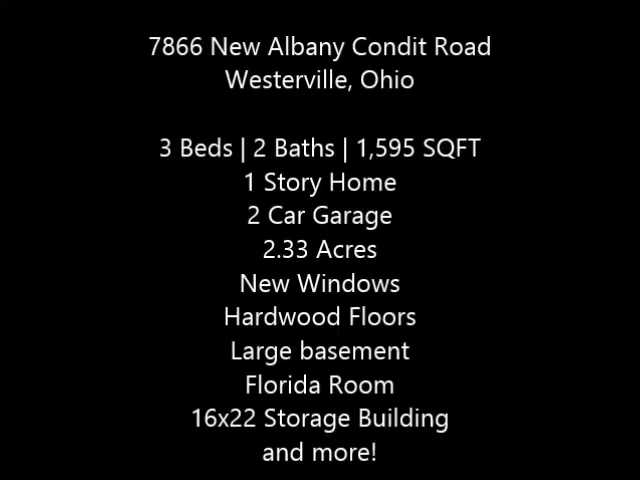 7866 New Albany Condit Road
Westerville, Ohio
3 Beds | 2 Baths | 1,595 SQFT
1 Story Home
2 Car Garage
2.33 Acres
New Windows
Hardwood Floors
Large basement
Florida Room
16x22 Storage Building
and more!